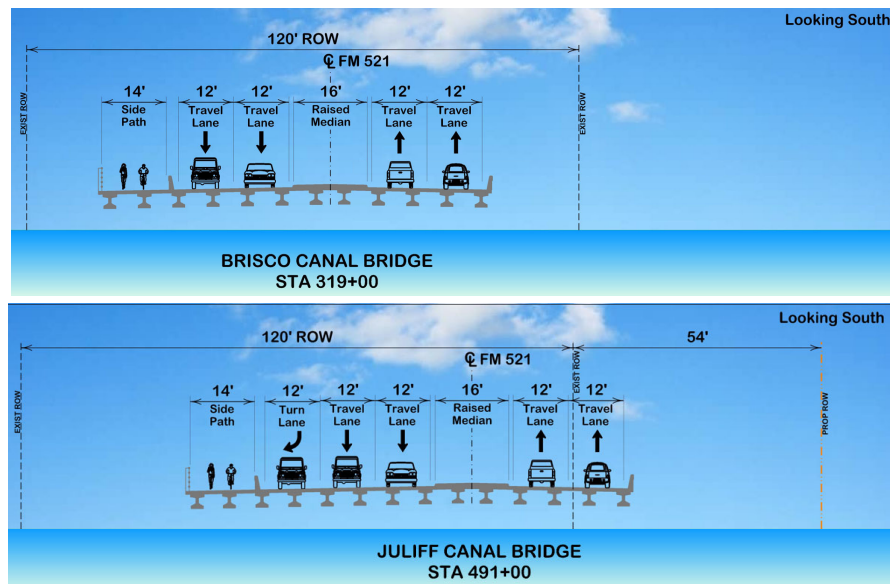 Looking South
120' ROW
℄ FM 521
14' 12' 12' 16' 12' 12'
Side Path
Travel Lane
Travel Lane
Raised Median
Travel Lane
Travel Lane
EXIST ROW
EXIST ROW
BRISCO CANAL BRIDGE
STA 319+00
Looking South
120' ROW
54'
℄ FM 521
14' 12' 12' 12' 16' 12' 12'
Side Path
Turn Lane
Travel Lane
Travel Lane
Raised Median
Travel Lane
Travel Lane
EXIST ROW
EXIST ROW
PROP ROW
JULIFF CANAL BRIDGE
STA 491+00